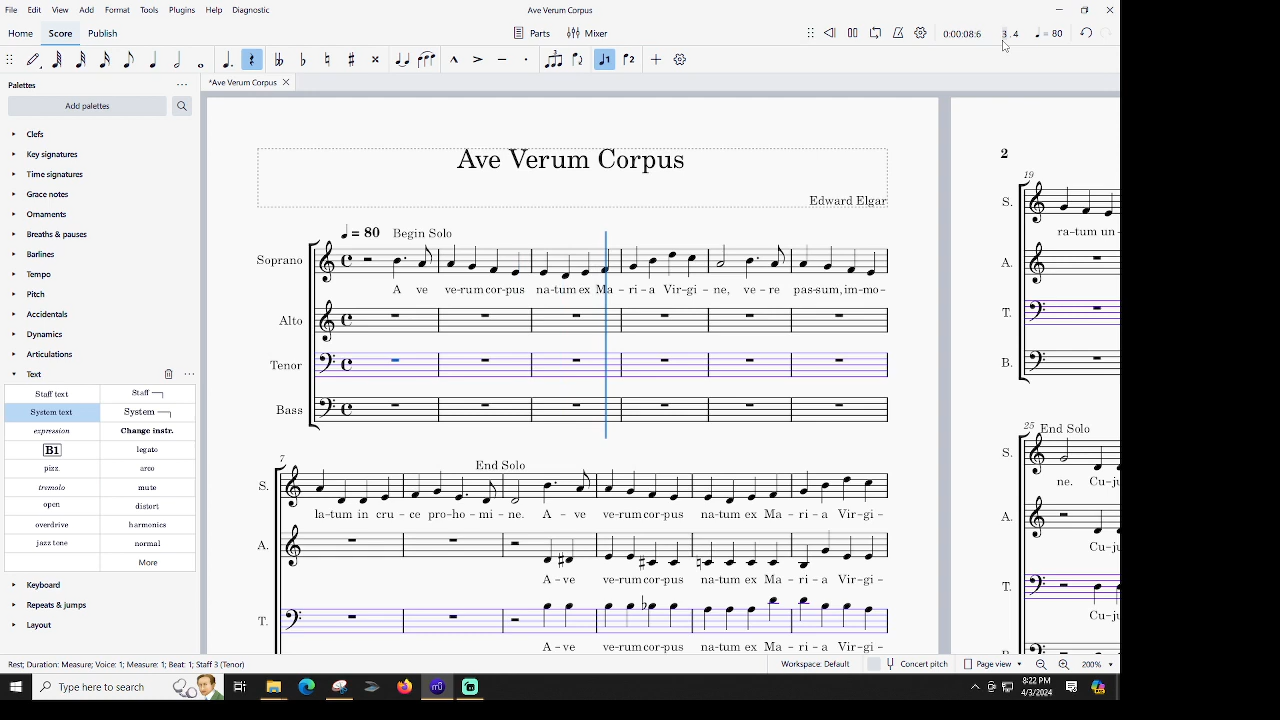 File Edit View Add Format Tools Plugins Help Diagnostic Ave Verum Corpus
Home Score Publish Parts Mixer 0:00:08:6 3 . 4 = 80
*Ave Verum Corpus
Palettes
Add palettes
Clefs
Key signatures
Time signatures
Grace notes
Ornaments
Breaths & pauses
Barlines
Tempo
Pitch
Accidentals
Dynamics
Articulations
Text
Staff text Staff
System text System
expression Change instr.
B1 legato
pizz. arco
tremolo mute
open distort
overdrive harmonics
jazz tone normal
More
Keyboard
Repeats & jumps
Layout
Ave Verum Corpus
Edward Elgar
= 80 Begin Solo
Soprano
A ve ve-rum cor-pus na-tum ex Ma-ri-a Vir-gi-ne, ve-re pas-sum, im-mo-
Alto
Tenor
Bass
7 End Solo
S.
la-tum in cru-ce pro-ho-mi-ne. A-ve ve-rum cor-pus na-tum ex Ma-ri-a Vir-gi-
A.
A-ve ve-rum cor-pus na-tum ex Ma-ri-a Vir-gi-
T.
A-ve ve-rum cor-pus na-tum ex Ma-ri-a Vir-gi-
2
19
S.
ra-tum un-
A.
T.
B.
25 End Solo
S.
ne. Cu-ju
A.
Cu-ju
T.
Cu-ju
Rest; Duration: Measure; Voice: 1; Measure: 1; Beat: 1; Staff 3 (Tenor) Workspace: Default Concert pitch Page view 200%
Type here to search 8:22 PM
4/3/2024